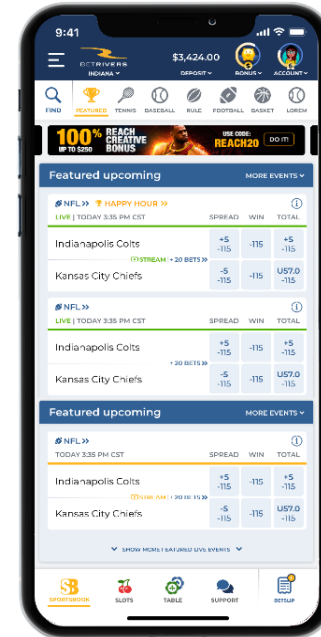 9:41
BETRIVERS
INDIANA
$3,424.00
DEPOSIT
BONUS
ACCOUNT
FIND
FEATURED
TENNIS
BASEBALL
RULE
FOOTBALL
BASKET
LOREM
100% REACH CREATIVE BONUS
UP TO $250
USE CODE:
REACH20
DO IT!
Featured upcoming
MORE EVENTS
NFL >> HAPPY HOUR >>
LIVE | TODAY 3:35 PM CST SPREAD WIN TOTAL
Indianapolis Colts +5 -115 -115 +5 -115
STREAM | + 20 BETS >>
Kansas City Chiefs -5 -115 -115 U57.0 -115
NFL >>
LIVE | TODAY 3:35 PM CST SPREAD WIN TOTAL
Indianapolis Colts +5 -115 -115 +5 -115
+ 20 BETS >>
Kansas City Chiefs -5 -115 -115 U57.0 -115
Featured upcoming
MORE EVENTS
NFL >>
TODAY 3:35 PM CST SPREAD WIN TOTAL
Indianapolis Colts +5 -115 -115 +5 -115
STREAM | + 20 BETS >>
Kansas City Chiefs -5 -115 -115 U57.0 -115
SHOW MORE FEATURED LIVE EVENTS
SB
SPORTSBOOK
SLOTS
TABLE
SUPPORT
BETSLIP